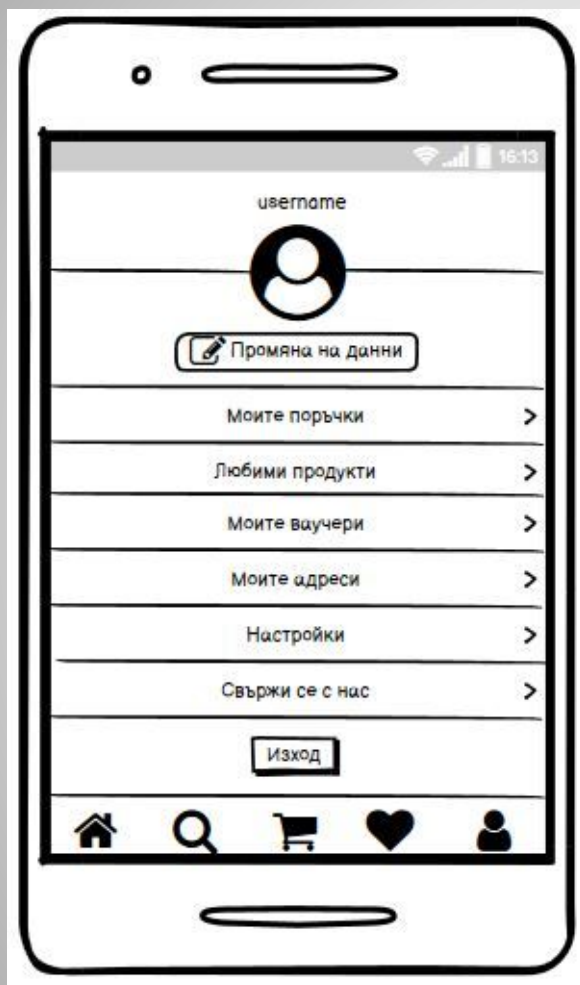 16:13
username
Промяна на данни
Моите поръчки
Любими продукти
Моите ваучери
Моите адреси
Настройки
Свържи се с нас
Изход